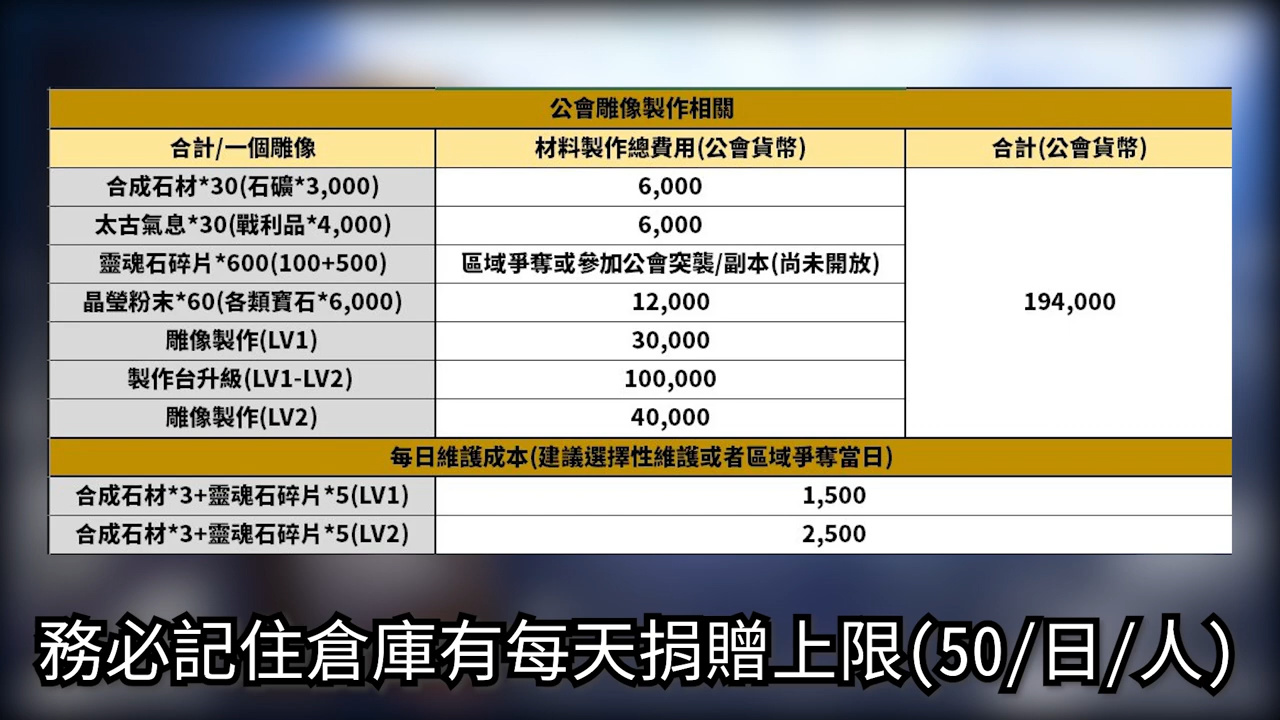 公會雕像製作相關
合計/一個雕像 材料製作總費用(公會貨幣) 合計(公會貨幣)
合成石材*30(石礦*3,000) 6,000
太古氣息*30(戰利品*4,000) 6,000
靈魂石碎片*600(100+500) 區域爭奪或參加公會突襲/副本(尚未開放)
晶瑩粉末*60(各類寶石*6,000) 12,000 194,000
雕像製作(LV1) 30,000
製作台升級(LV1-LV2) 100,000
雕像製作(LV2) 40,000
每日維護成本(建議選擇性維護或者區域爭奪當日)
合成石材*3+靈魂石碎片*5(LV1) 1,500
合成石材*3+靈魂石碎片*5(LV2) 2,500
務必記住倉庫有每天捐贈上限(50/日/人)